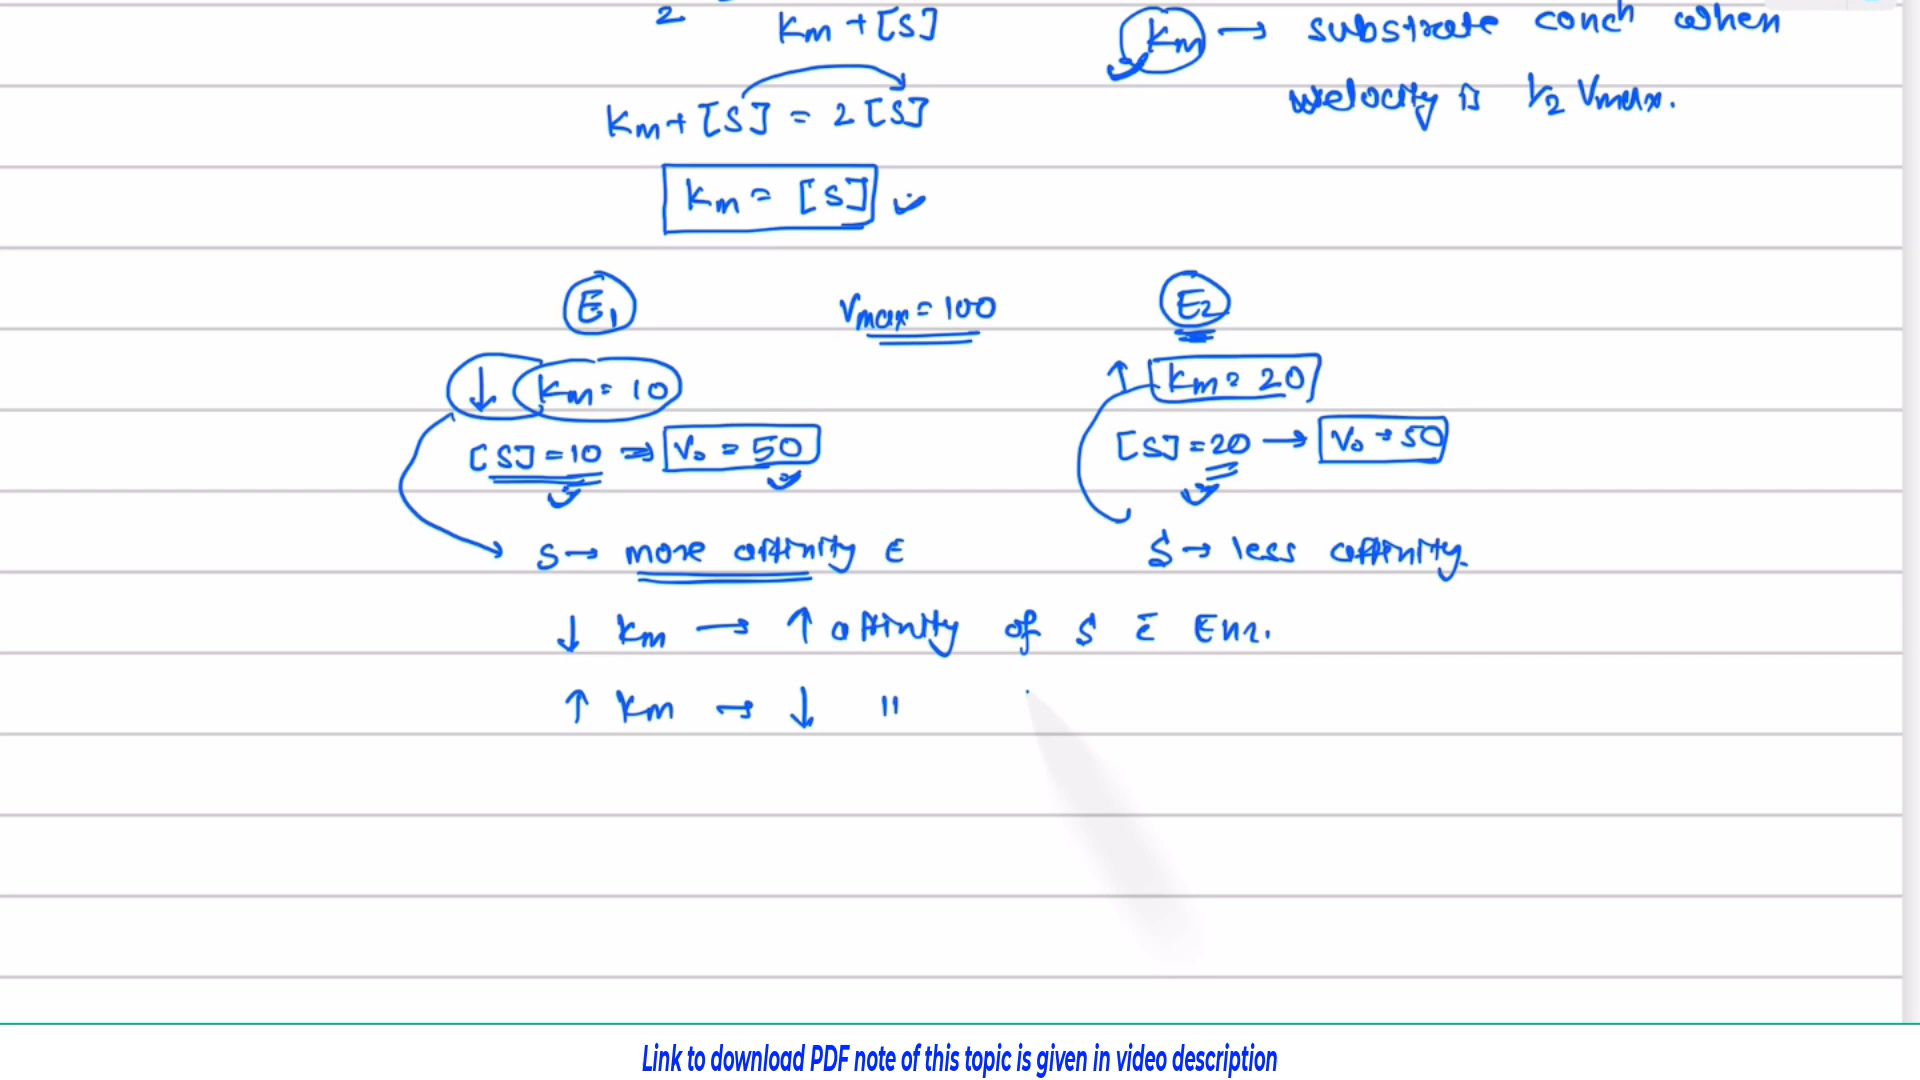 2 Km + [S]
Km → substrate concn when
velocity is 1/2 Vmax.
Km + [S] = 2 [S]
Km = [S]
E1 Vmax = 100 E2
↓ Km = 10 ↑ Km = 20
[S] = 10 → V0 = 50 [S] = 20 → V0 → 50
S → more affinity E S → less affinity.
↓ Km → ↑ affinity of S c̄ Enz.
↑ Km → ↓ "
Link to download PDF note of this topic is given in video description